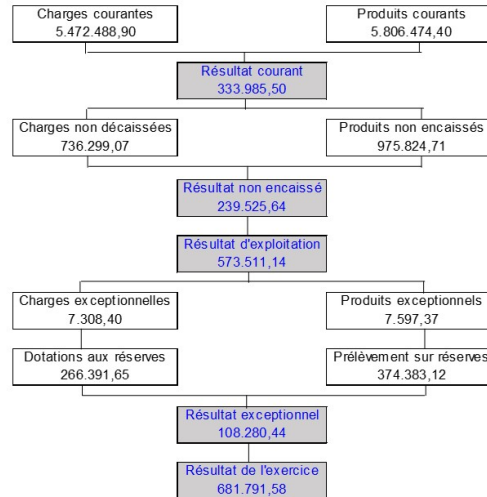 Charges courantes
5.472.488,90
Produits courants
5.806.474,40
Résultat courant
333.985,50
Charges non décaissées
736.299,07
Produits non encaissés
975.824,71
Résultat non encaissé
239.525,64
Résultat d'exploitation
573.511,14
Charges exceptionnelles
7.308,40
Produits exceptionnels
7.597,37
Dotations aux réserves
266.391,65
Prélèvement sur réserves
374.383,12
Résultat exceptionnel
108.280,44
Résultat de l'exercice
681.791,58